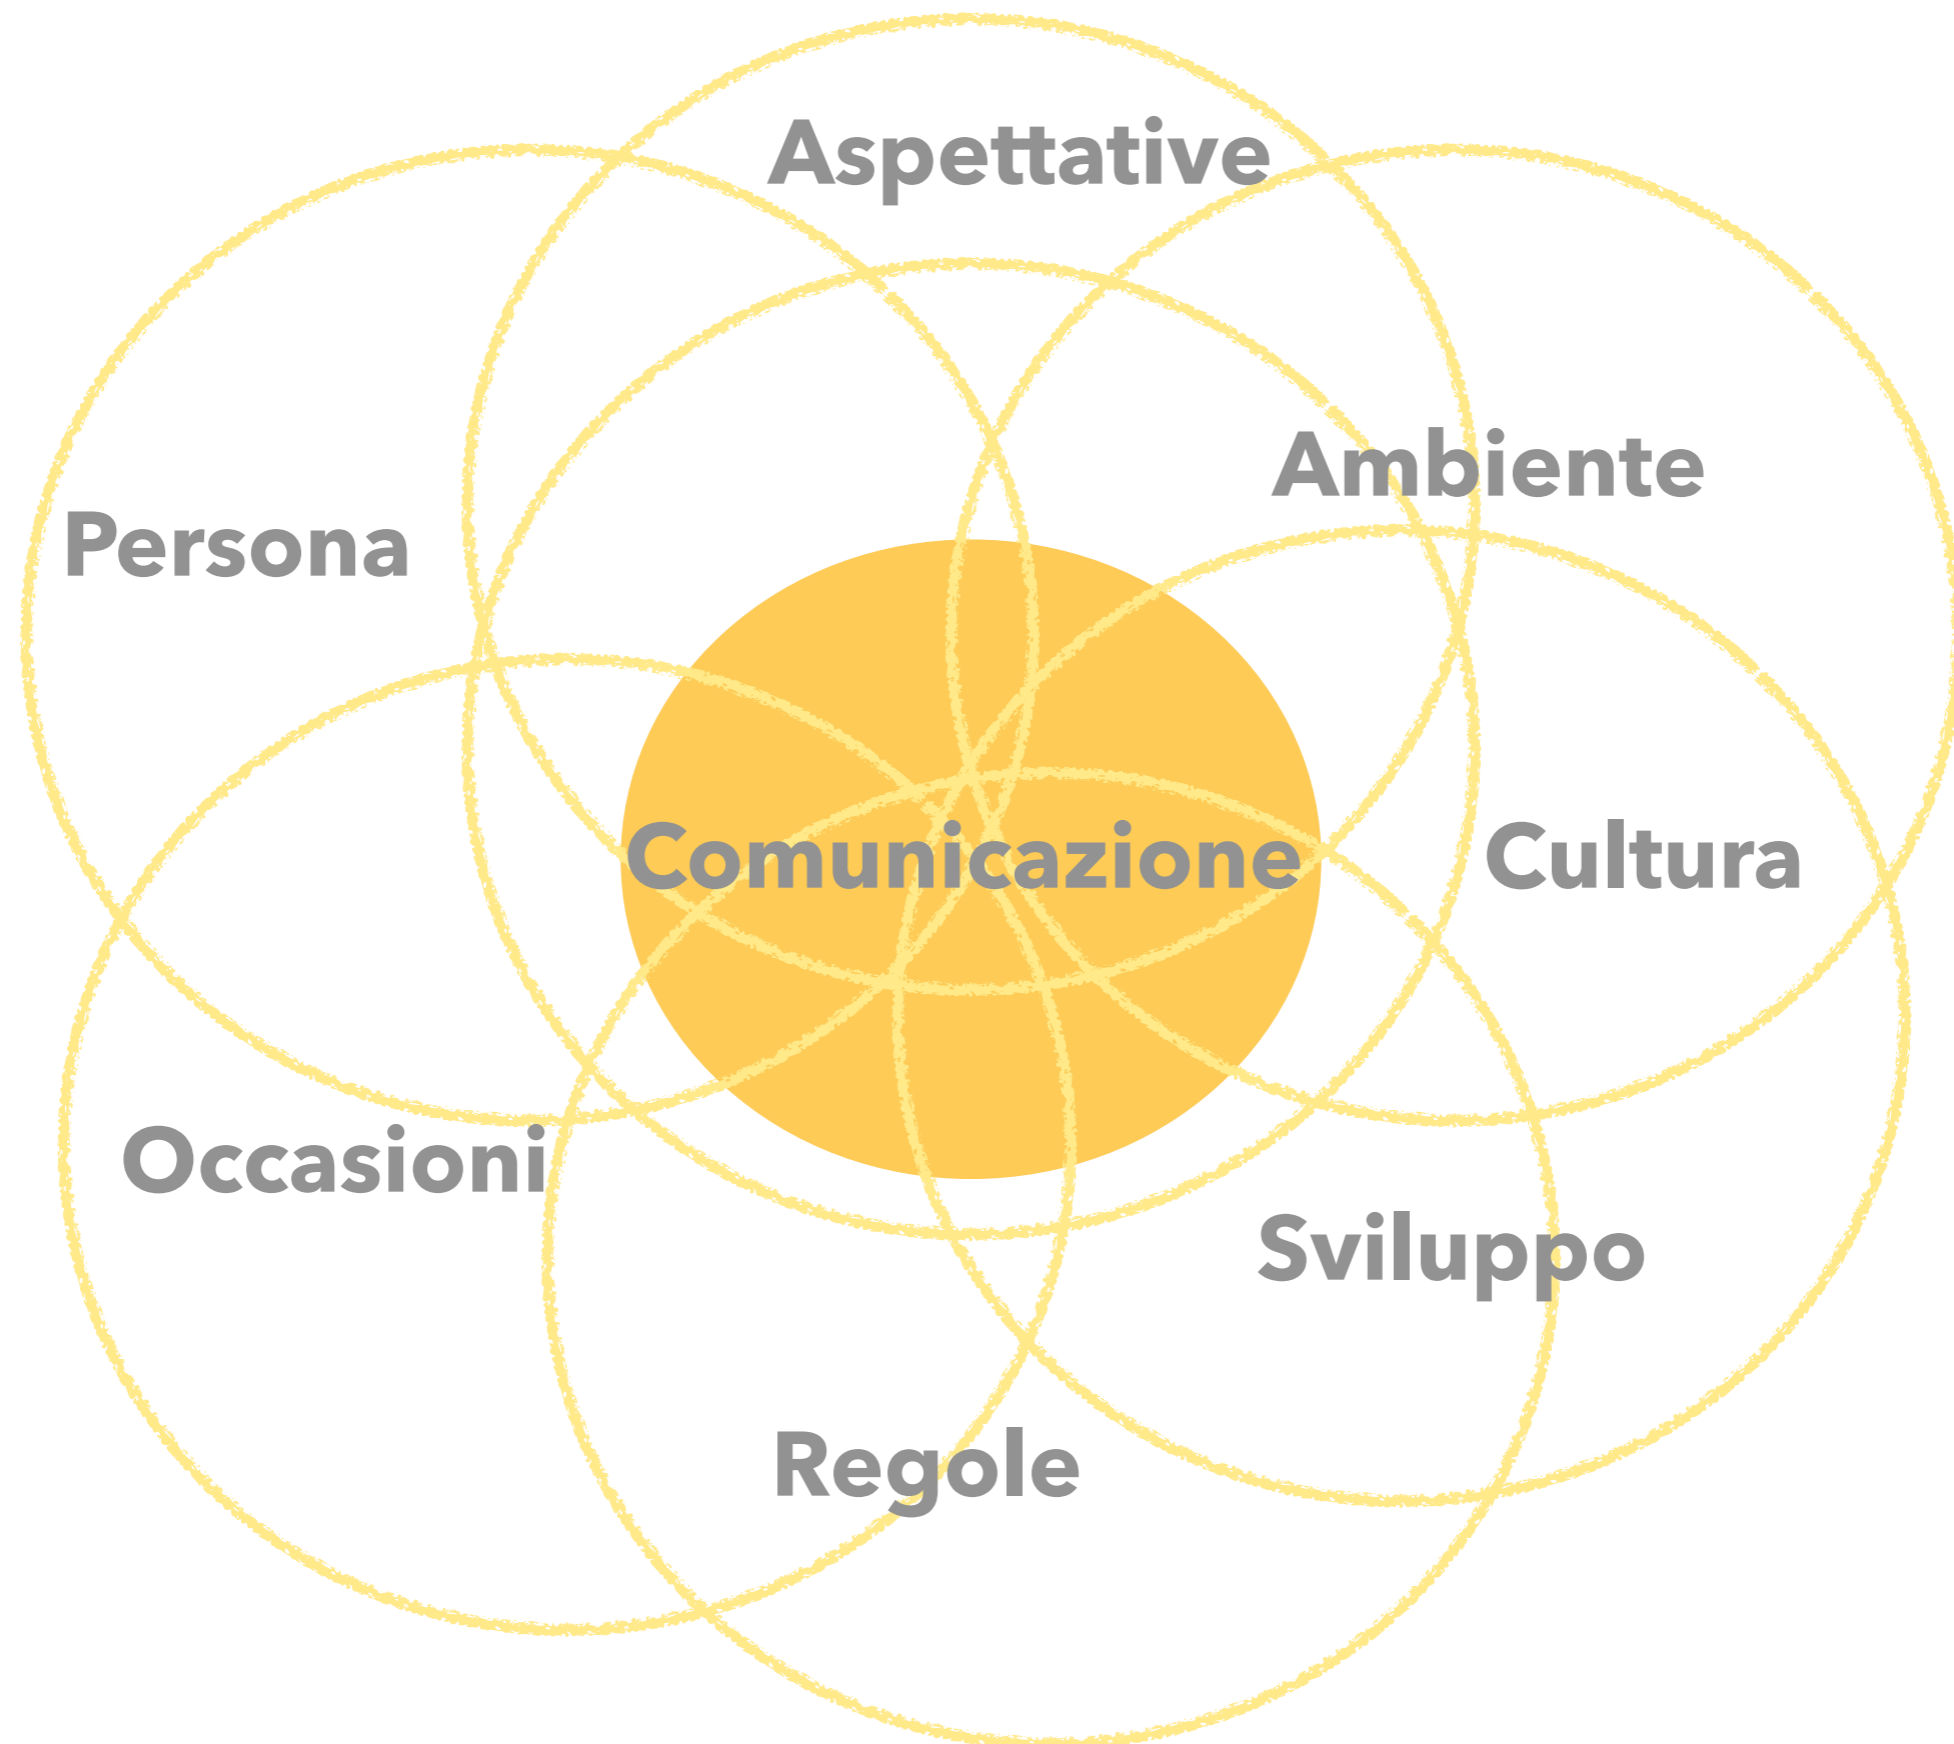 Aspettative
Ambiente
Persona
Comunicazione
Cultura
Occasioni
Sviluppo
Regole